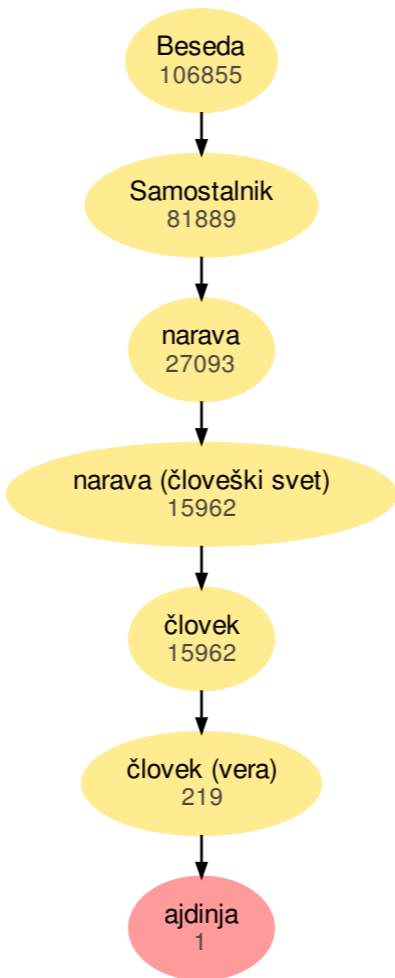 Beseda
106855
Samostalnik
81889
narava
27093
narava (človeški svet)
15962
človek
15962
človek (vera)
219
ajdinja
1